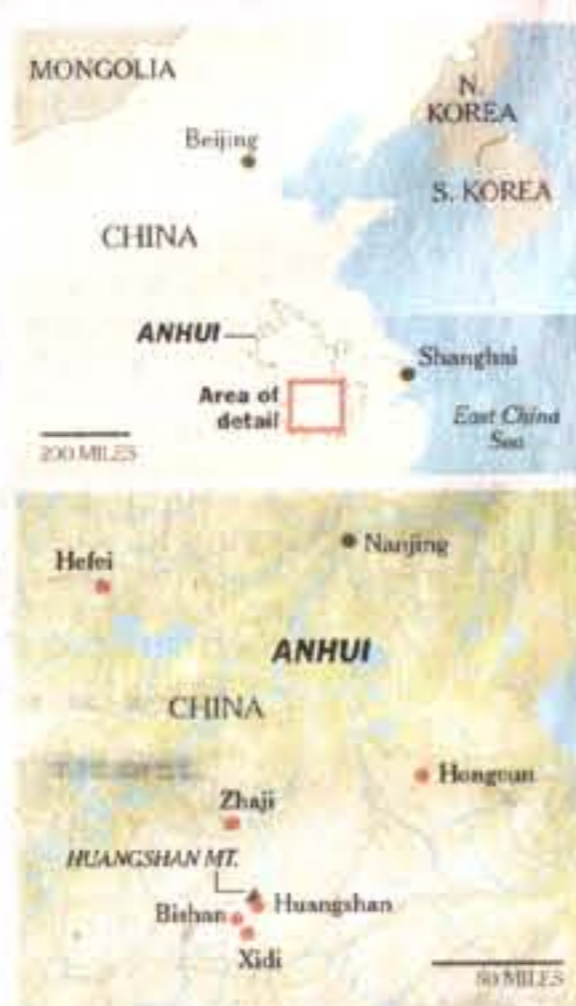 MONGOLIA
N.
KOREA
Beijing
S. KOREA
CHINA
ANHUI
Shanghai
Area of
detail
East China
Sea
200 MILES
Nanjing
Hefei
ANHUI
CHINA
Hongcun
Zhaji
HUANGSHAN MT.
Huangshan
Bishan
Xidi
80 MILES